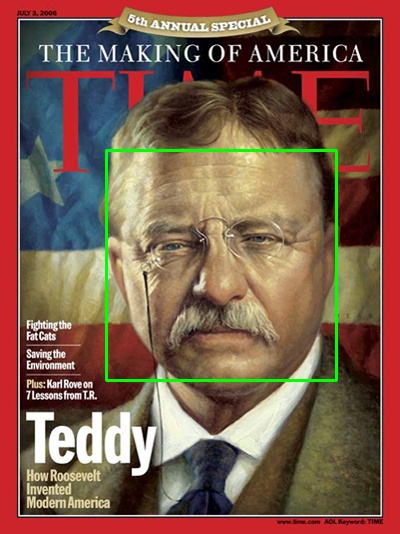 JULY 3, 2006
5th ANNUAL SPECIAL
THE MAKING OF AMERICA
TIME
Fighting the
Fat Cats
Saving the
Environment
Plus: Karl Rove on
7 Lessons from T.R.
Teddy
How Roosevelt
Invented
Modern America
www.time.com AOL Keyword: TIME